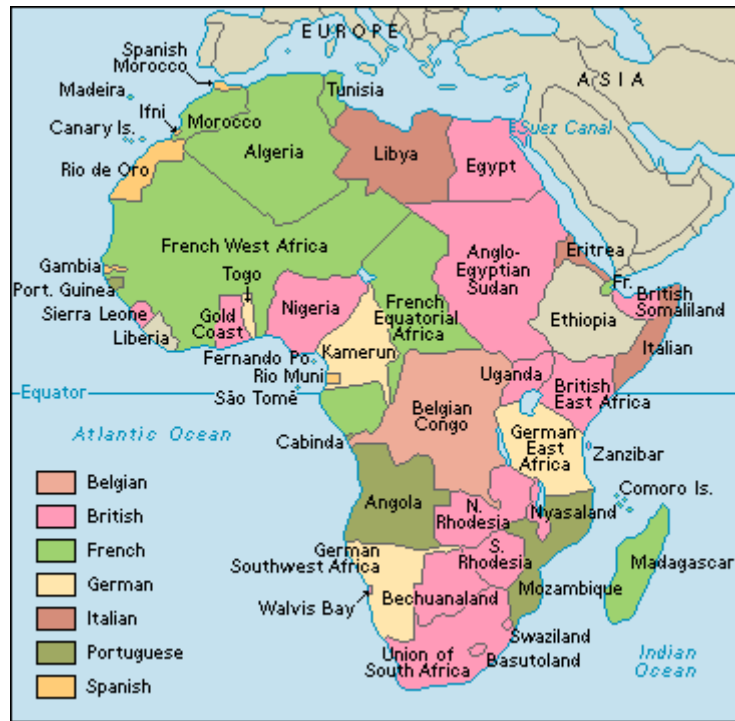 EUROPE
ASIA
Spanish
Morocco
Madeira
Ifni
Canary Is.
Morocco
Tunisia
Suez Canal
Algeria
Libya
Egypt
Rio de Oro
French West Africa
Anglo-
Egyptian
Sudan
Eritrea
Gambia
Togo
Fr.
Port. Guinea
British
Somaliland
Sierra Leone
Gold
Coast
Nigeria
French
Equatorial
Africa
Ethiopia
Liberia
Kamerun
Italian
Fernando Po
Rio Muni
Uganda
British
East Africa
Equator
São Tomé
Belgian
Congo
Atlantic Ocean
Cabinda
German
East
Africa
Zanzibar
Comoro Is.
Belgian
British
French
German
Italian
Portuguese
Spanish
Angola
N.
Rhodesia
Nyasaland
German
Southwest Africa
S.
Rhodesia
Madagascar
Walvis Bay
Bechuanaland
Mozambique
Swaziland
Union of
South Africa
Basutoland
Indian
Ocean